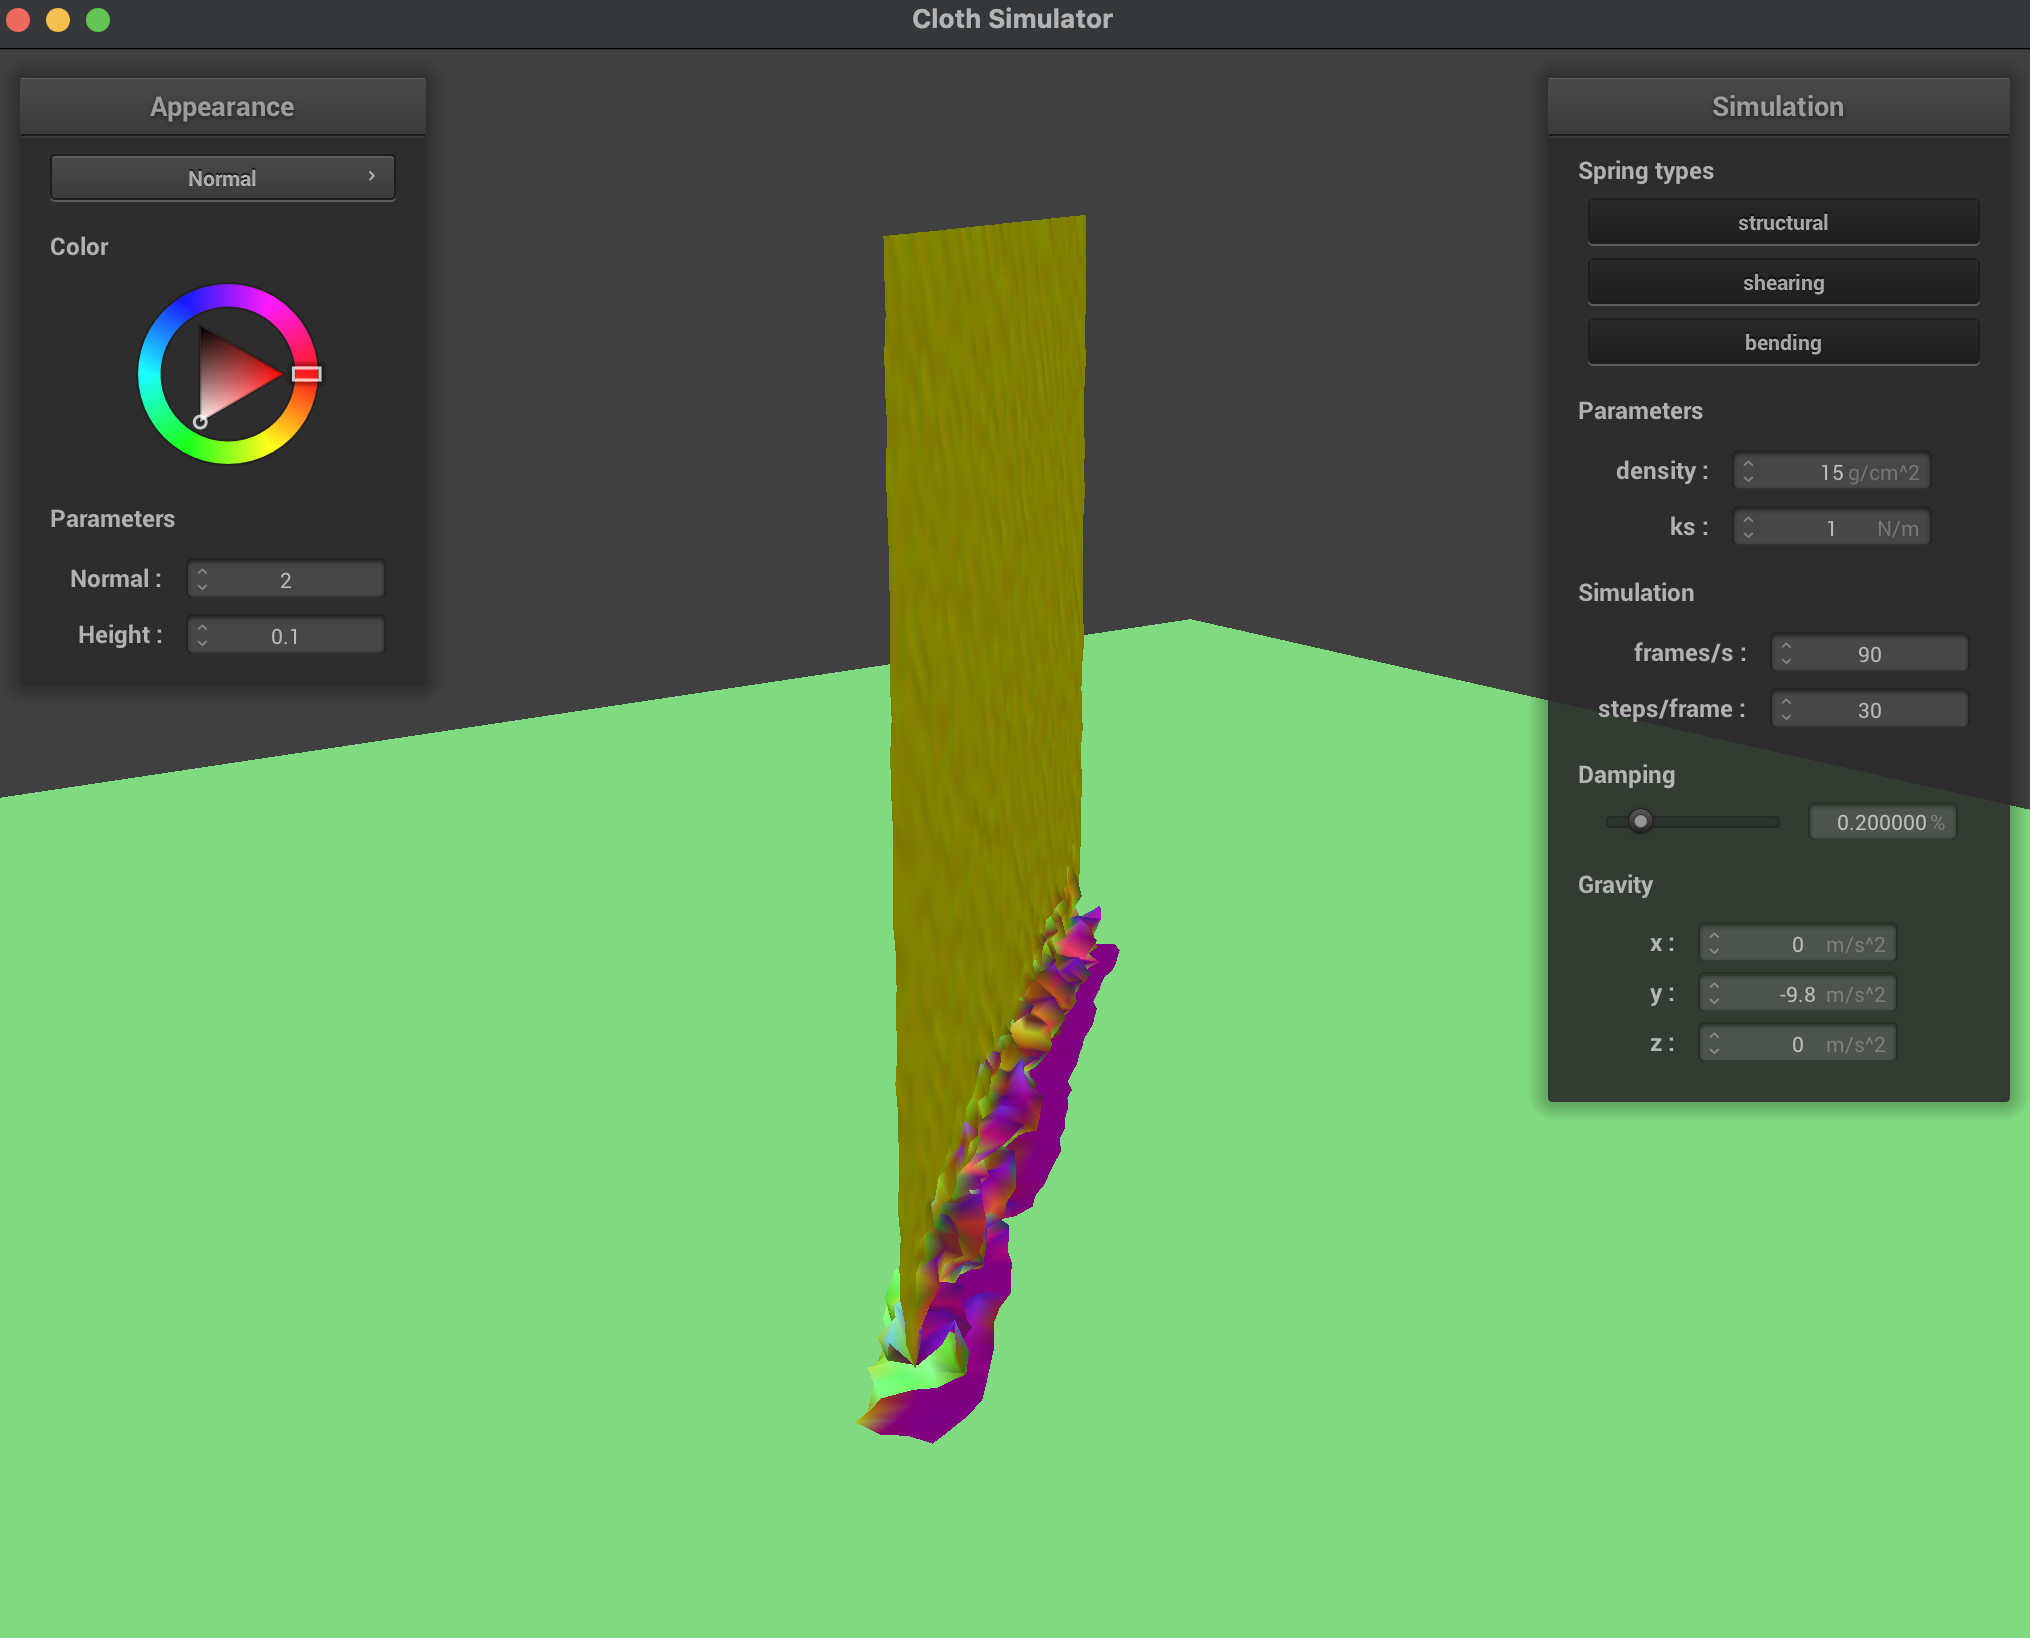 Cloth Simulator
Appearance
Normal
Color
Parameters
Normal : 2
Height : 0.1
Simulation
Spring types
structural
shearing
bending
Parameters
density : 15 g/cm^2
ks : 1 N/m
Simulation
frames/s : 90
steps/frame : 30
Damping
0.200000 %
Gravity
x : 0 m/s^2
y : -9.8 m/s^2
z : 0 m/s^2